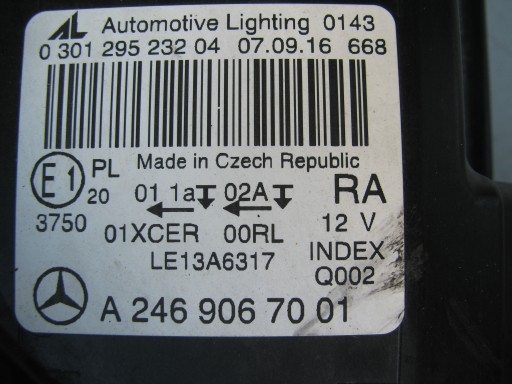 AL Automotive Lighting 0143
0 301 295 232 04 07.09.16 668
Made in Czech Republic
E1 PL 20 01 1a 02A RA
3750 01XCER 00RL 12 V
LE13A6317 INDEX
Q002
A 246 906 70 01